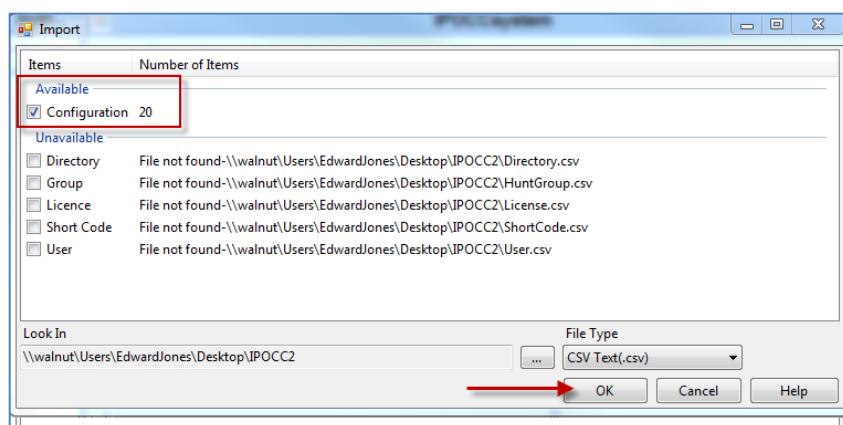 IPOCCsystem
Import
Items Number of Items
Available
Configuration 20
Unavailable
Directory File not found-\\walnut\Users\EdwardJones\Desktop\IPOCC2\Directory.csv
Group File not found-\\walnut\Users\EdwardJones\Desktop\IPOCC2\HuntGroup.csv
Licence File not found-\\walnut\Users\EdwardJones\Desktop\IPOCC2\License.csv
Short Code File not found-\\walnut\Users\EdwardJones\Desktop\IPOCC2\ShortCode.csv
User File not found-\\walnut\Users\EdwardJones\Desktop\IPOCC2\User.csv
Look In File Type
\\walnut\Users\EdwardJones\Desktop\IPOCC2 ... CSV Text(.csv)
OK Cancel Help